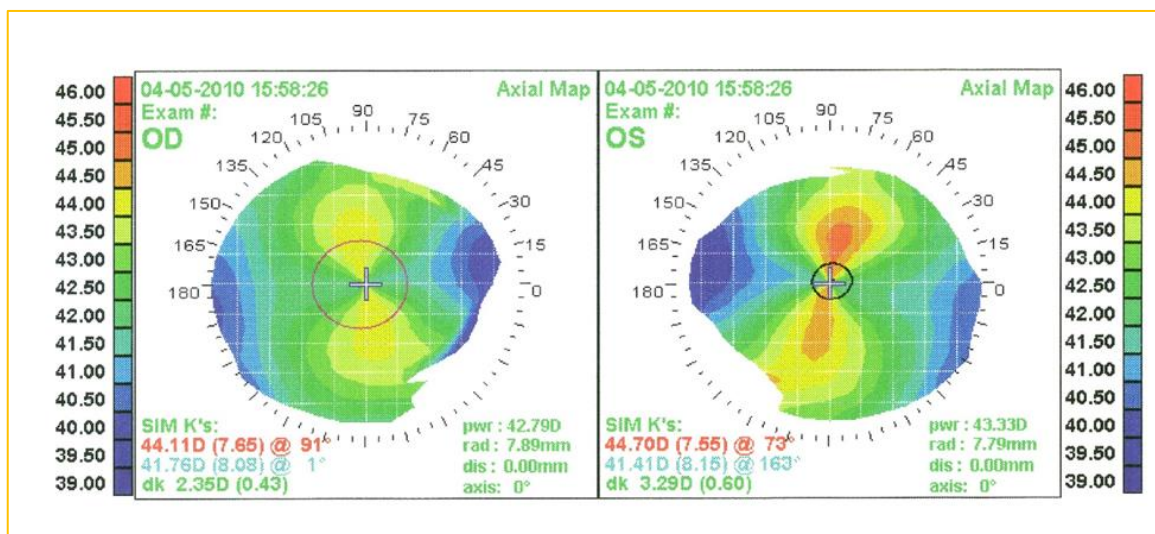 46.00
45.50
45.00
44.50
44.00
43.50
43.00
42.50
42.00
41.50
41.00
40.50
40.00
39.50
39.00
04-05-2010 15:58:26 Axial Map
Exam #:
OD
90
105 75
120 60
135 45
150 30
165 15
180 0
SIM K's:
44.11D (7.65) @ 91°
41.76D (8.08) @ 1°
dk 2.35D (0.43)
pwr : 42.79D
rad : 7.89mm
dis : 0.00mm
axis: 0°
04-05-2010 15:58:26 Axial Map
Exam #:
OS
90
105 75
120 60
135 45
150 30
165 15
180 0
SIM K's:
44.70D (7.55) @ 73°
41.41D (8.15) @ 163°
dk 3.29D (0.60)
pwr : 43.33D
rad : 7.79mm
dis : 0.00mm
axis: 0°
46.00
45.50
45.00
44.50
44.00
43.50
43.00
42.50
42.00
41.50
41.00
40.50
40.00
39.50
39.00